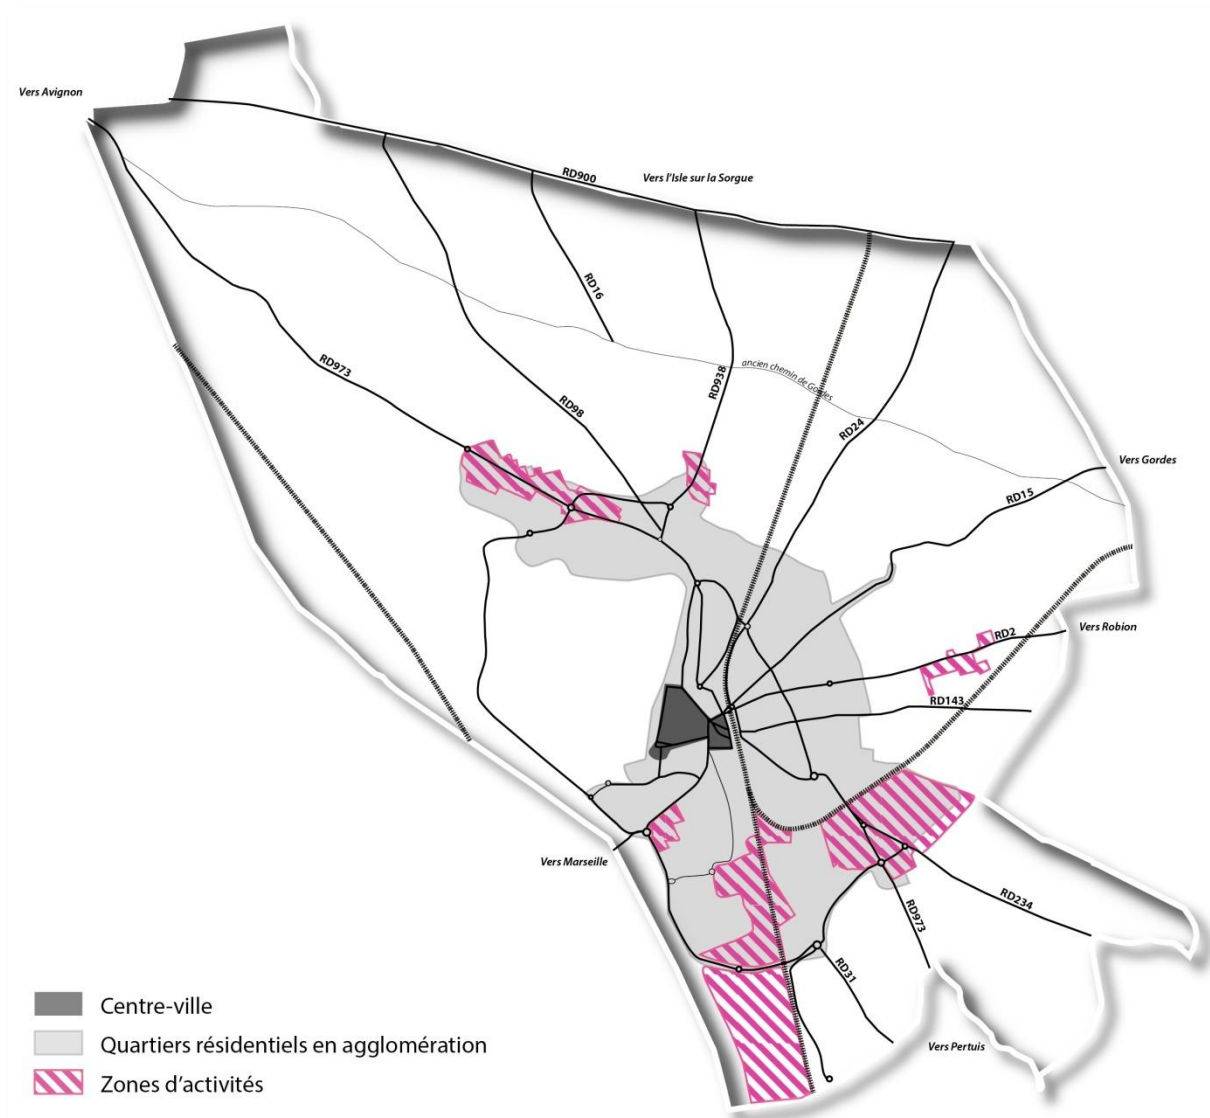 Vers Avignon
RD900
Vers l'Isle sur la Sorgue
RD16
RD973
RD98
RD938
ancien chemin de Gordes
RD24
Vers Gordes
RD15
Vers Robion
RD2
RD143
Vers Marseille
RD234
RD973
RD31
Vers Pertuis
Centre-ville
Quartiers résidentiels en agglomération
Zones d'activités